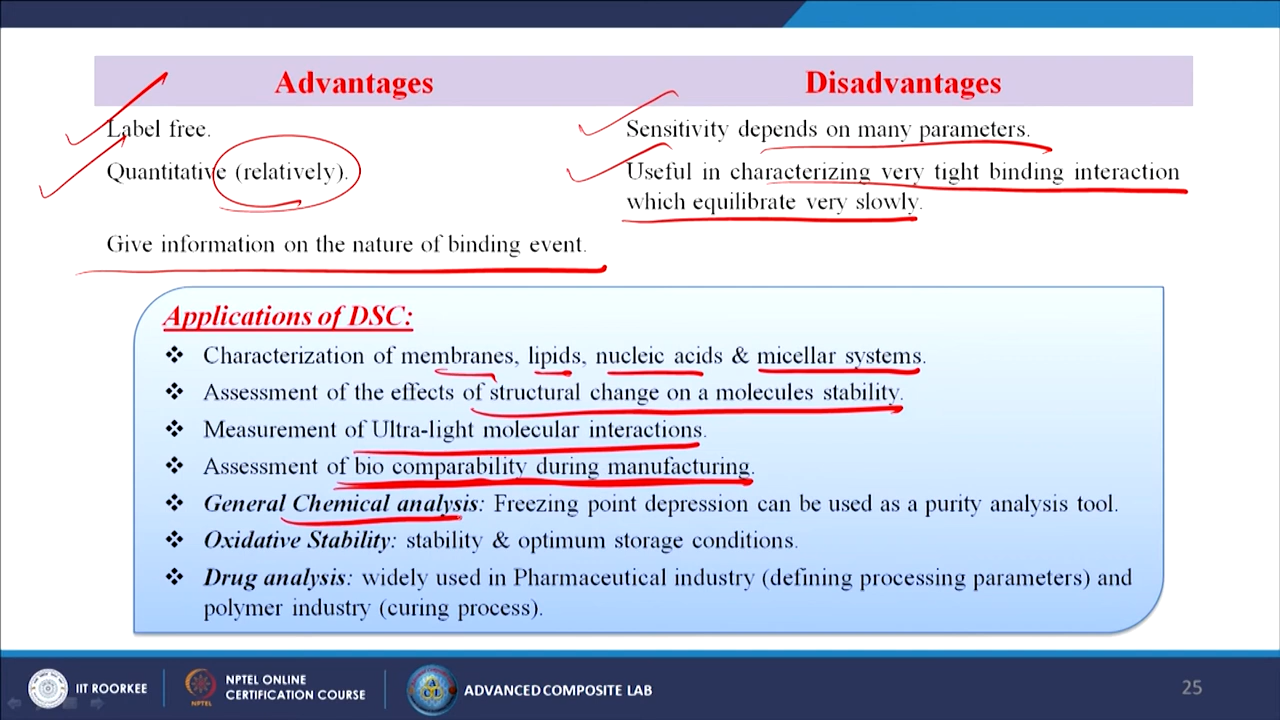 Advantages
Disadvantages
Label free.
Quantitative (relatively).
Give information on the nature of binding event.
Sensitivity depends on many parameters.
Useful in characterizing very tight binding interaction
which equilibrate very slowly.
Applications of DSC:
❖ Characterization of membranes, lipids, nucleic acids & micellar systems.
❖ Assessment of the effects of structural change on a molecules stability.
❖ Measurement of Ultra-light molecular interactions.
❖ Assessment of bio comparability during manufacturing.
❖ General Chemical analysis: Freezing point depression can be used as a purity analysis tool.
❖ Oxidative Stability: stability & optimum storage conditions.
❖ Drug analysis: widely used in Pharmaceutical industry (defining processing parameters) and
polymer industry (curing process).
IIT ROORKEE
NPTEL
NPTEL ONLINE
CERTIFICATION COURSE
ACL
ADVANCED COMPOSITE LAB
25